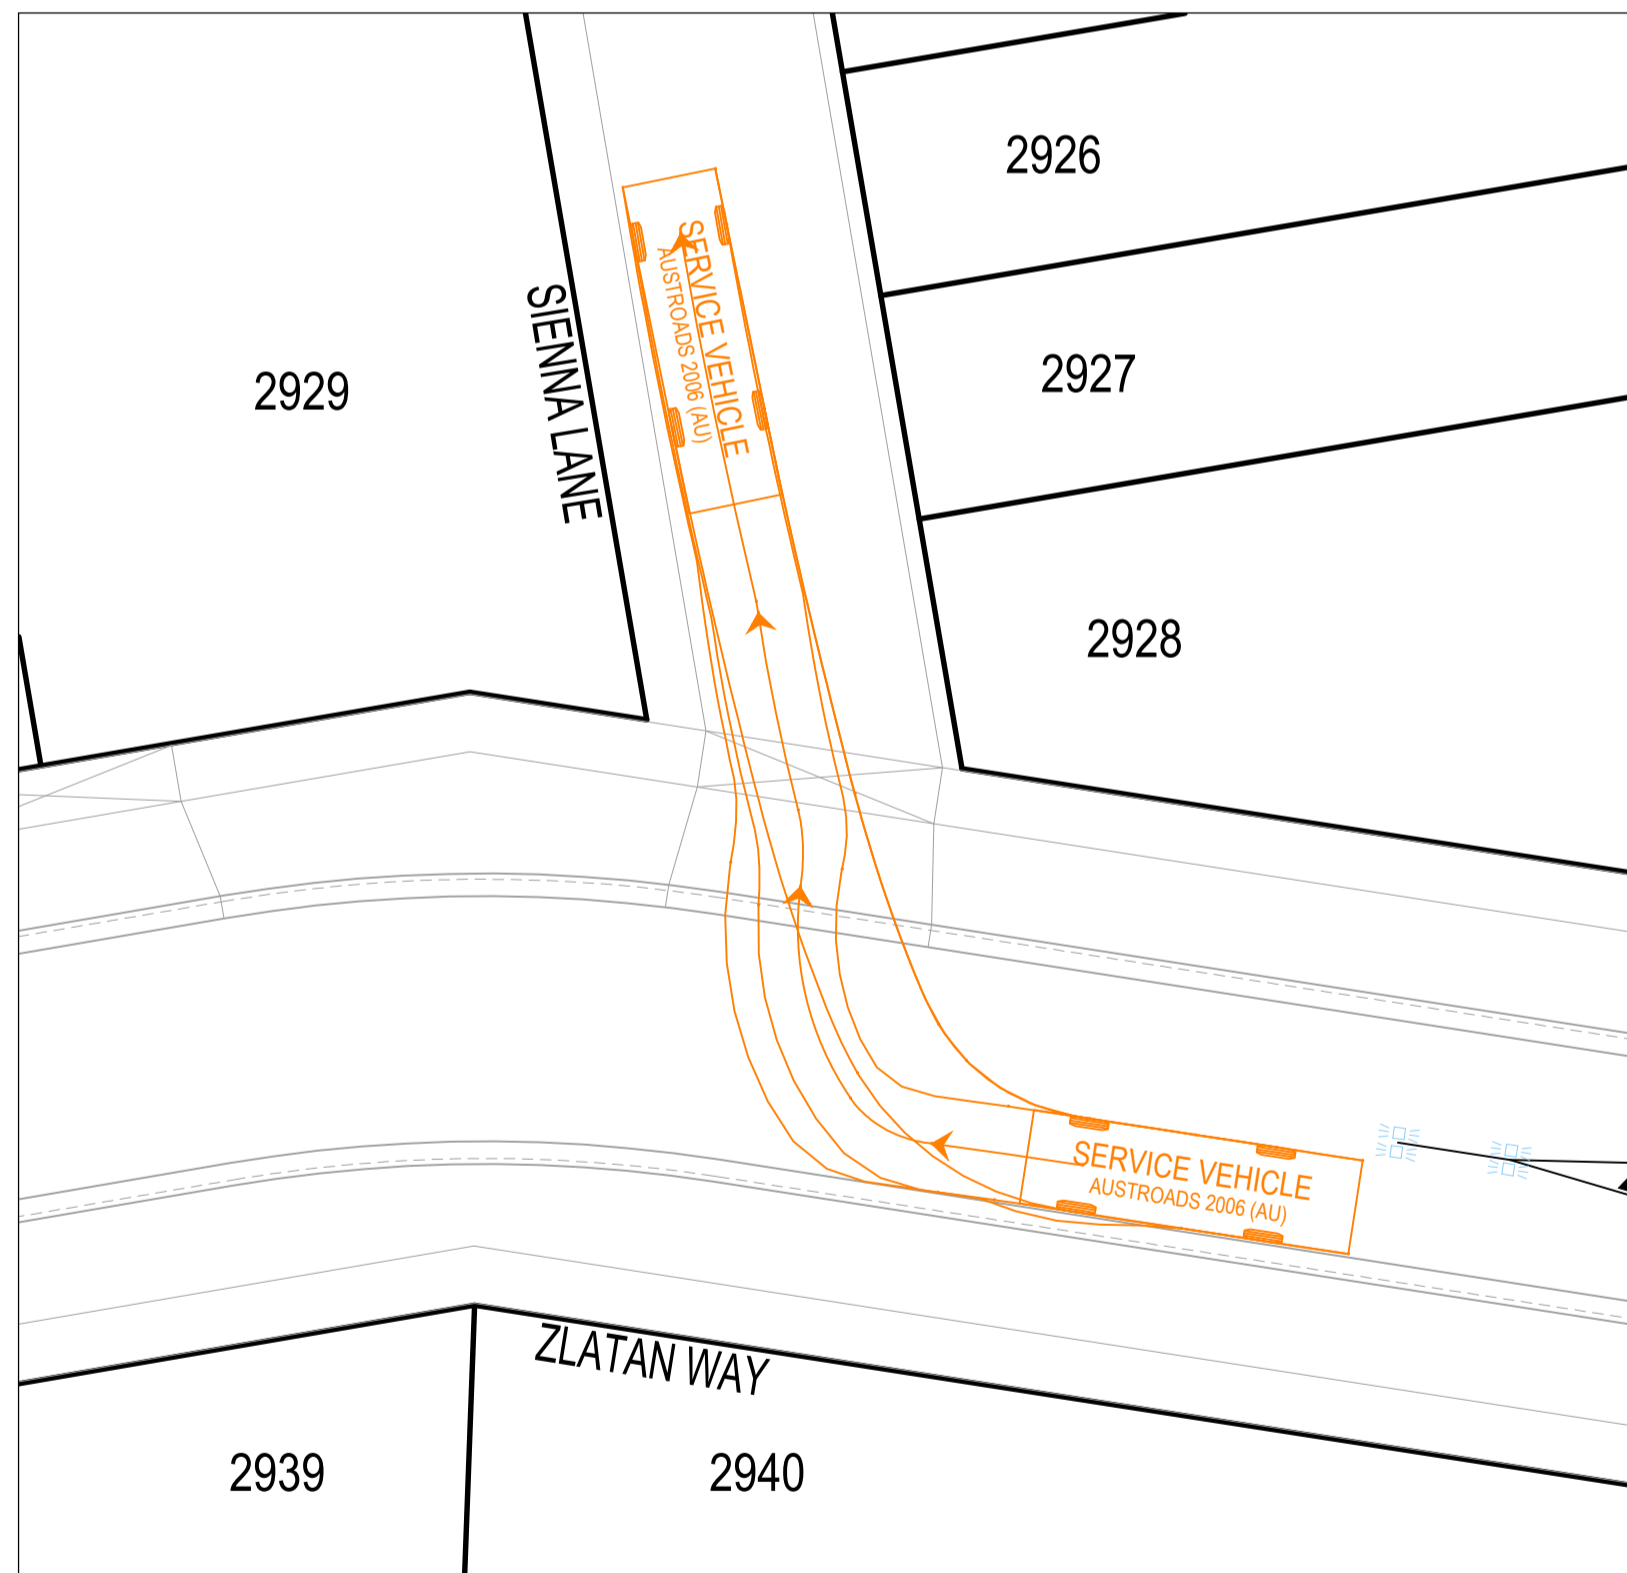 2926
SERVICE VEHICLE
AUSTROADS 2006 (AU)
SIENNA LANE
2929
2927
2928
SERVICE VEHICLE
AUSTROADS 2006 (AU)
ZLATAN WAY
2939
2940